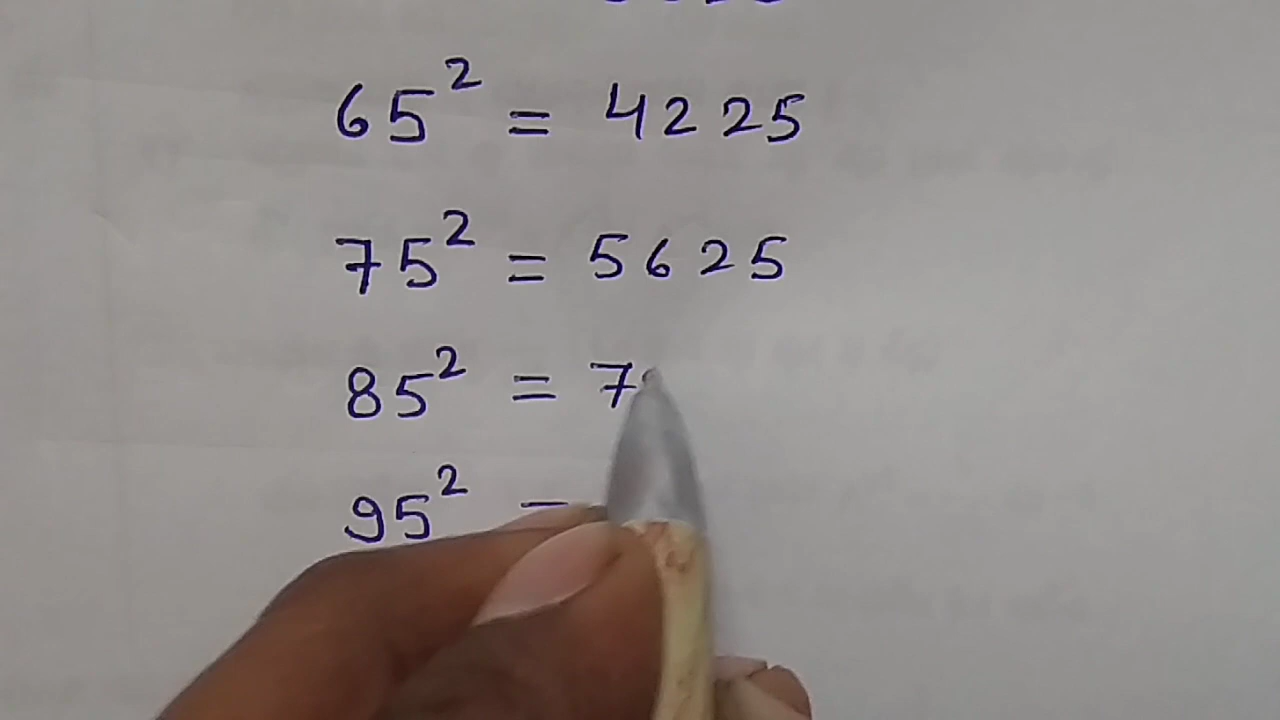 65² = 4225
75² = 5625
85² = 7
95²